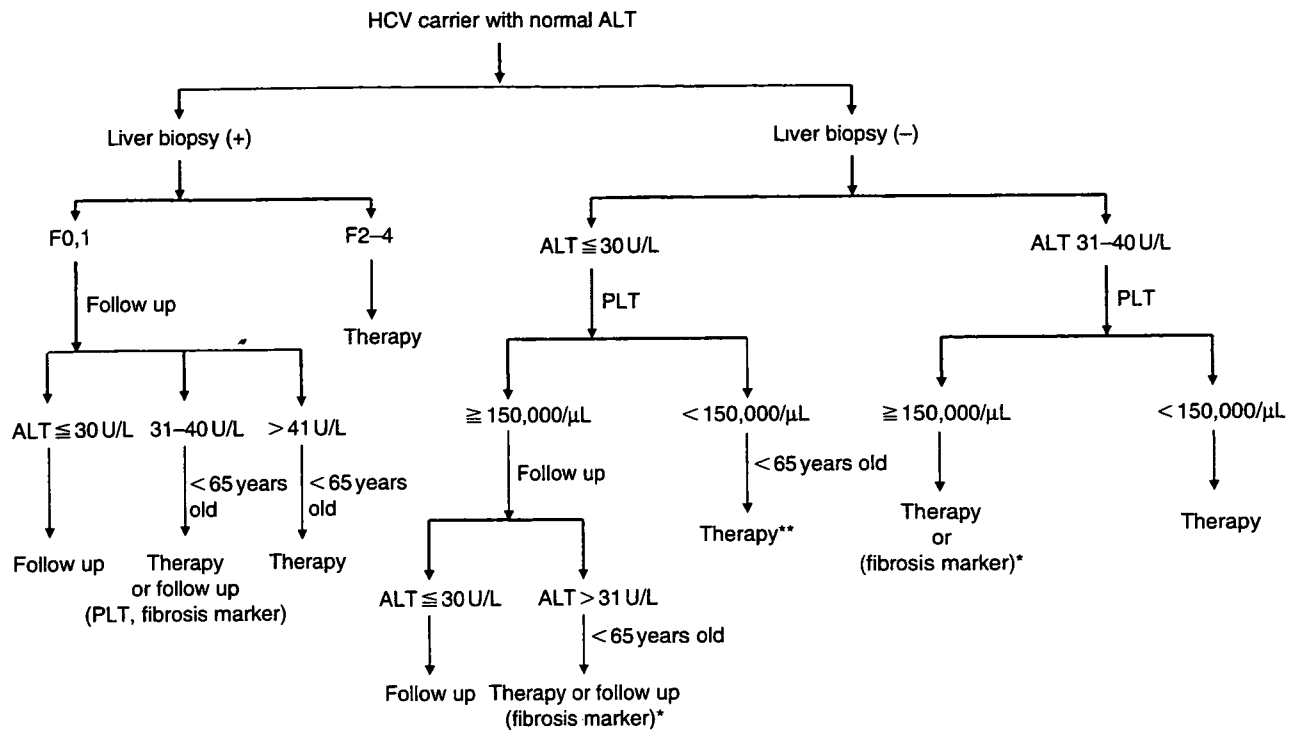 HCV carrier with normal ALT
Liver biopsy (+)
Liver biopsy (–)
F0,1
F2–4
ALT ≦ 30 U/L
ALT 31–40 U/L
Follow up
PLT
PLT
Therapy
ALT ≦ 30 U/L
31–40 U/L
> 41 U/L
≧ 150,000/μL
< 150,000/μL
≧ 150,000/μL
< 150,000/μL
< 65 years
old
< 65 years
old
Follow up
< 65 years old
Follow up
Therapy
or follow up
(PLT, fibrosis marker)
Therapy
Therapy**
Therapy
or
(fibrosis marker)*
Therapy
ALT ≦ 30 U/L
ALT > 31 U/L
< 65 years old
Follow up
Therapy or follow up
(fibrosis marker)*